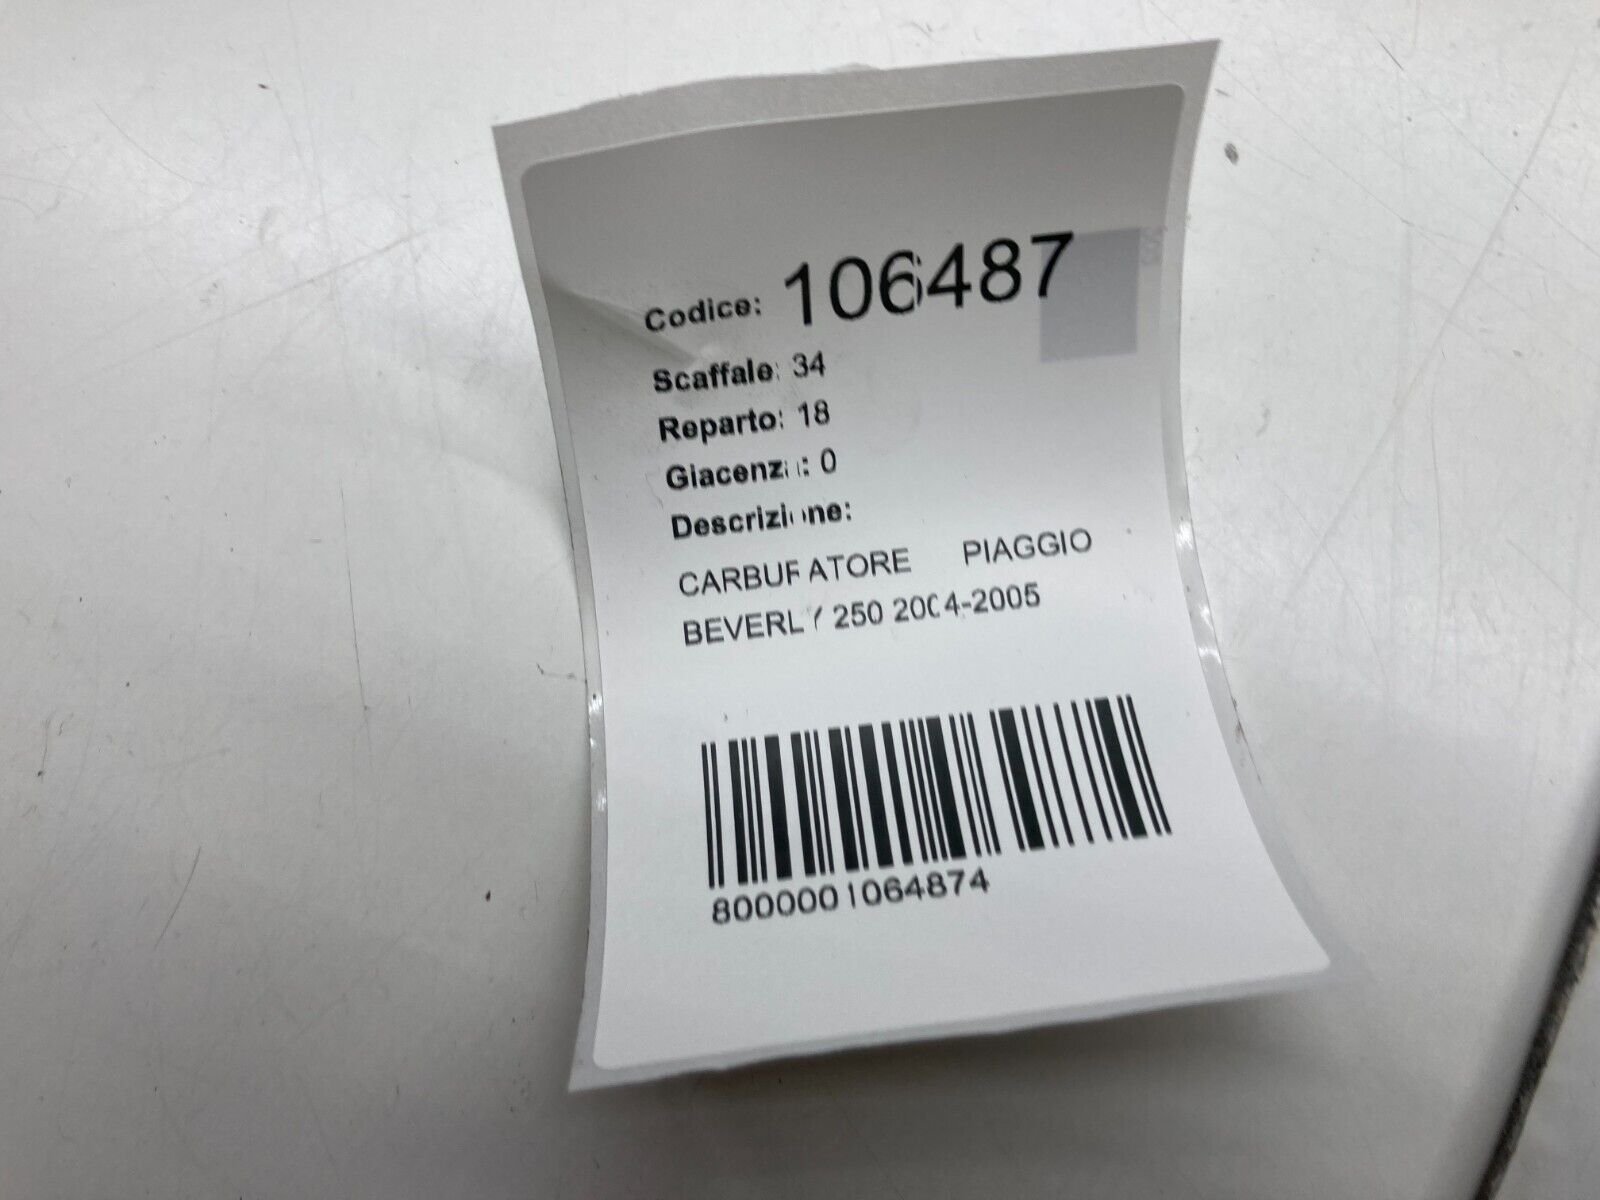 Codice: 106487
Scaffale: 34
Reparto: 18
Giacenza: 0
Descrizione:
CARBURATORE PIAGGIO
BEVERLY 250 2004-2005
8000001064874